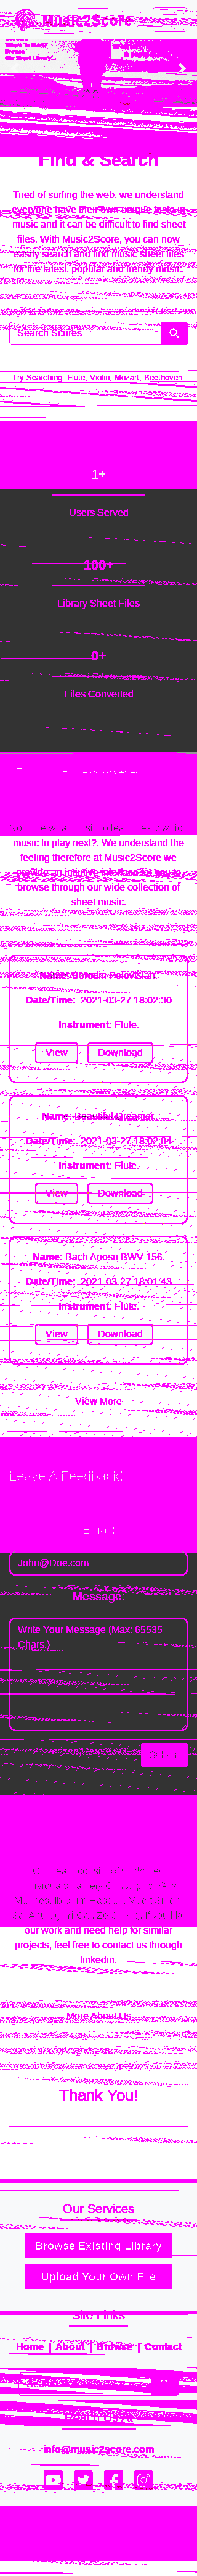 Music2Score
Where To Start?
Browse
Our Sheet Library...
Find & Search
Tired of surfing the web, we understand
everyone have their own unique taste in
music and it can be difficult to find sheet
files. With Music2Score, you can now
easily search and find music sheet files
for the latest, popular and trendy music.
Search Scores
Try Searching: Flute, Violin, Mozart, Beethoven.
1+
Users Served
100+
Library Sheet Files
0+
Files Converted
music to play next?. We understand the
feeling therefore at Music2Score we
provide an intuitive interface for you to
browse through our wide collection of
sheet music.
Name: Borodin Polovtsian.
Date/Time: 2021-03-27 18:02:30
Instrument: Flute.
View Download
Name: Beautiful Dreamer.
Date/Time: 2021-03-27 18:02:04
Instrument: Flute.
View Download
Name: Bach Arioso BWV 156.
Date/Time: 2021-03-27 18:01:43
Instrument: Flute.
View Download
View More
Leave A Feedback!
Email:
John@Doe.com
Message:
Write Your Message (Max: 65535
Chars.)
Submit
our work and need help for similar
projects, feel free to contact us through
linkedin.
More About Us
Thank You!
Our Services
Browse Existing Library
Upload Your Own File
Site Links
Home | About | Browse | Contact
info@music2score.com